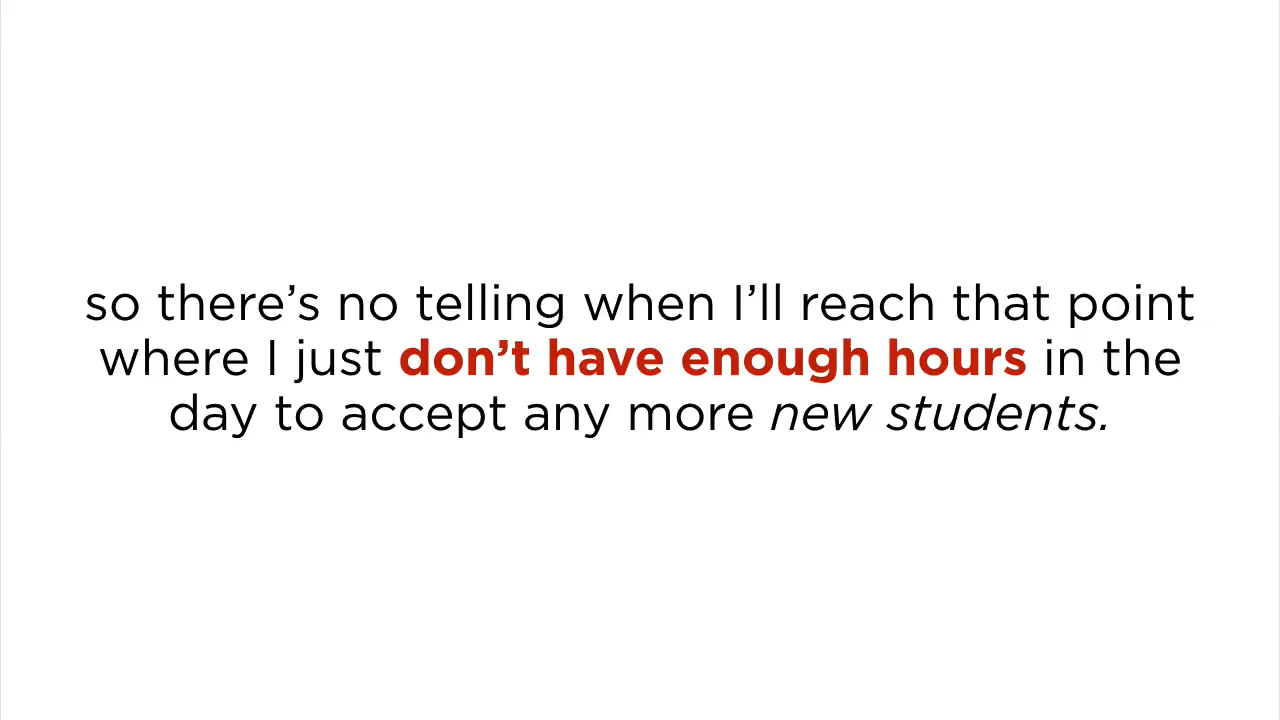 so there’s no telling when I’ll reach that point
where I just don’t have enough hours in the
day to accept any more new students.